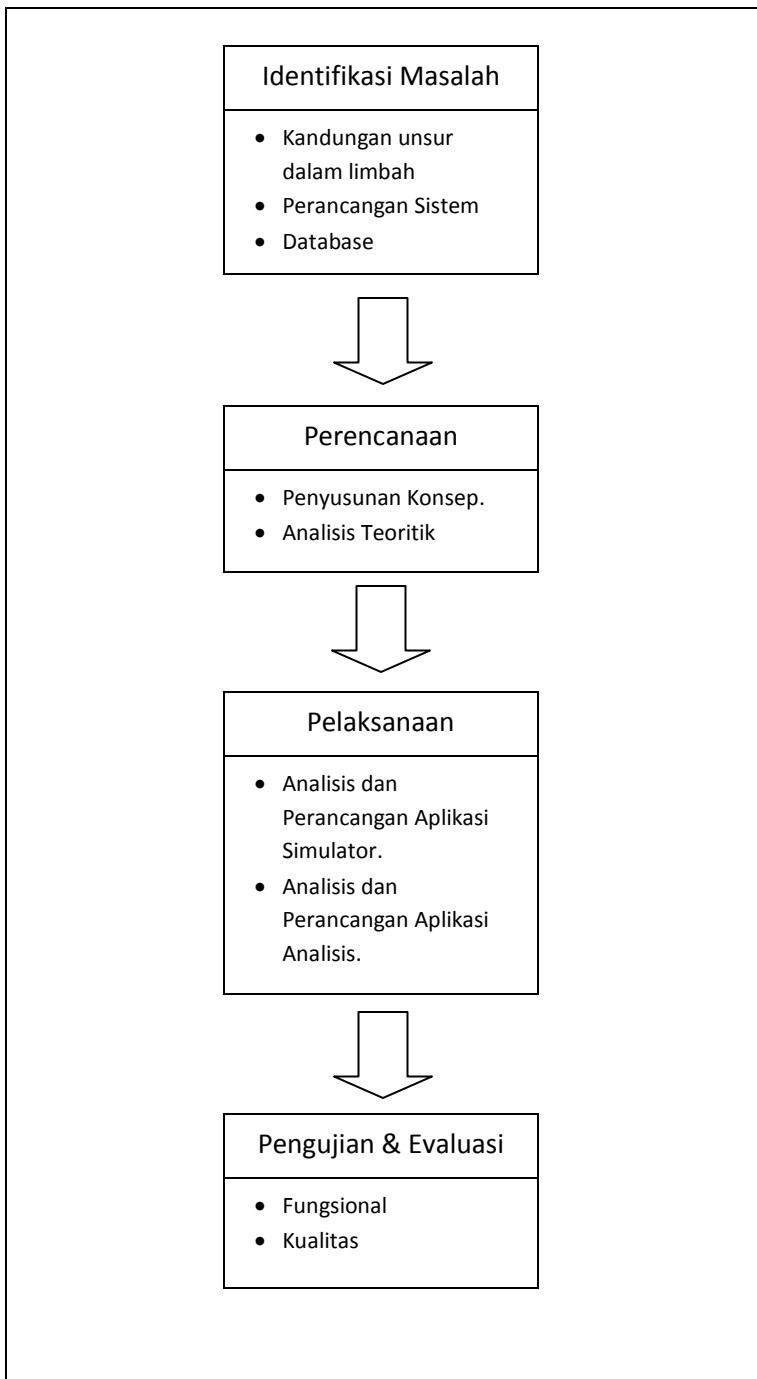 Identifikasi Masalah
• Kandungan unsur
dalam limbah
• Perancangan Sistem
• Database
Perencanaan
• Penyusunan Konsep.
• Analisis Teoritik
Pelaksanaan
• Analisis dan
Perancangan Aplikasi
Simulator.
• Analisis dan
Perancangan Aplikasi
Analisis.
Pengujian & Evaluasi
• Fungsional
• Kualitas